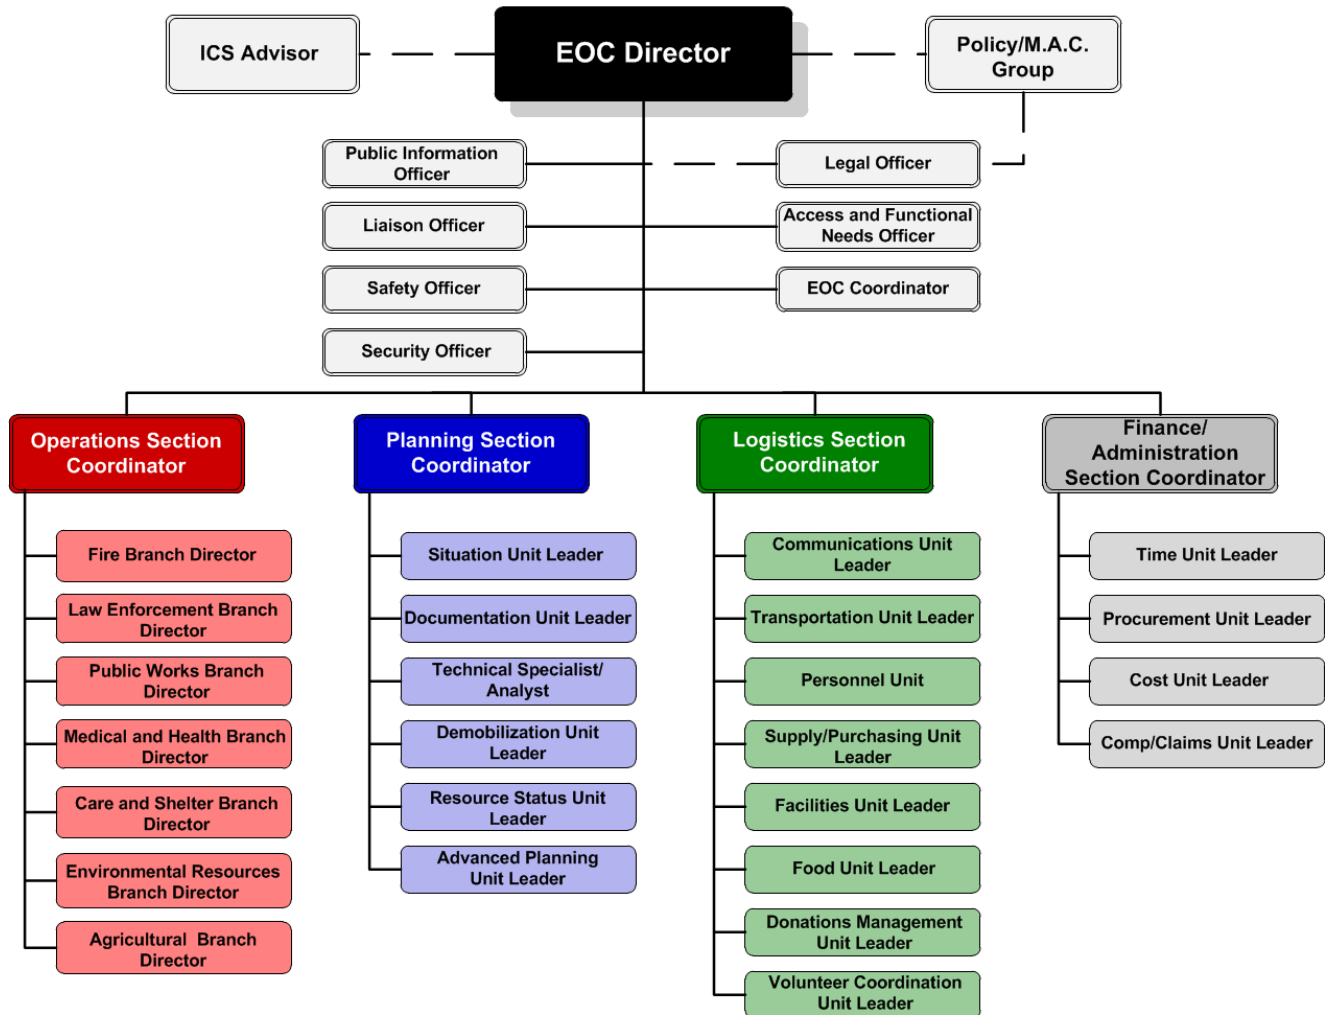 ICS Advisor
EOC Director
Policy/M.A.C.
Group
Public Information
Officer
Legal Officer
Liaison Officer
Access and Functional
Needs Officer
Safety Officer
EOC Coordinator
Security Officer
Operations Section
Coordinator
Planning Section
Coordinator
Logistics Section
Coordinator
Finance/
Administration
Section Coordinator
Fire Branch Director
Law Enforcement Branch
Director
Public Works Branch
Director
Medical and Health Branch
Director
Care and Shelter Branch
Director
Environmental Resources
Branch Director
Agricultural Branch
Director
Situation Unit Leader
Documentation Unit Leader
Technical Specialist/
Analyst
Demobilization Unit
Leader
Resource Status Unit
Leader
Advanced Planning
Unit Leader
Communications Unit
Leader
Transportation Unit Leader
Personnel Unit
Supply/Purchasing Unit
Leader
Facilities Unit Leader
Food Unit Leader
Donations Management
Unit Leader
Volunteer Coordination
Unit Leader
Time Unit Leader
Procurement Unit Leader
Cost Unit Leader
Comp/Claims Unit Leader